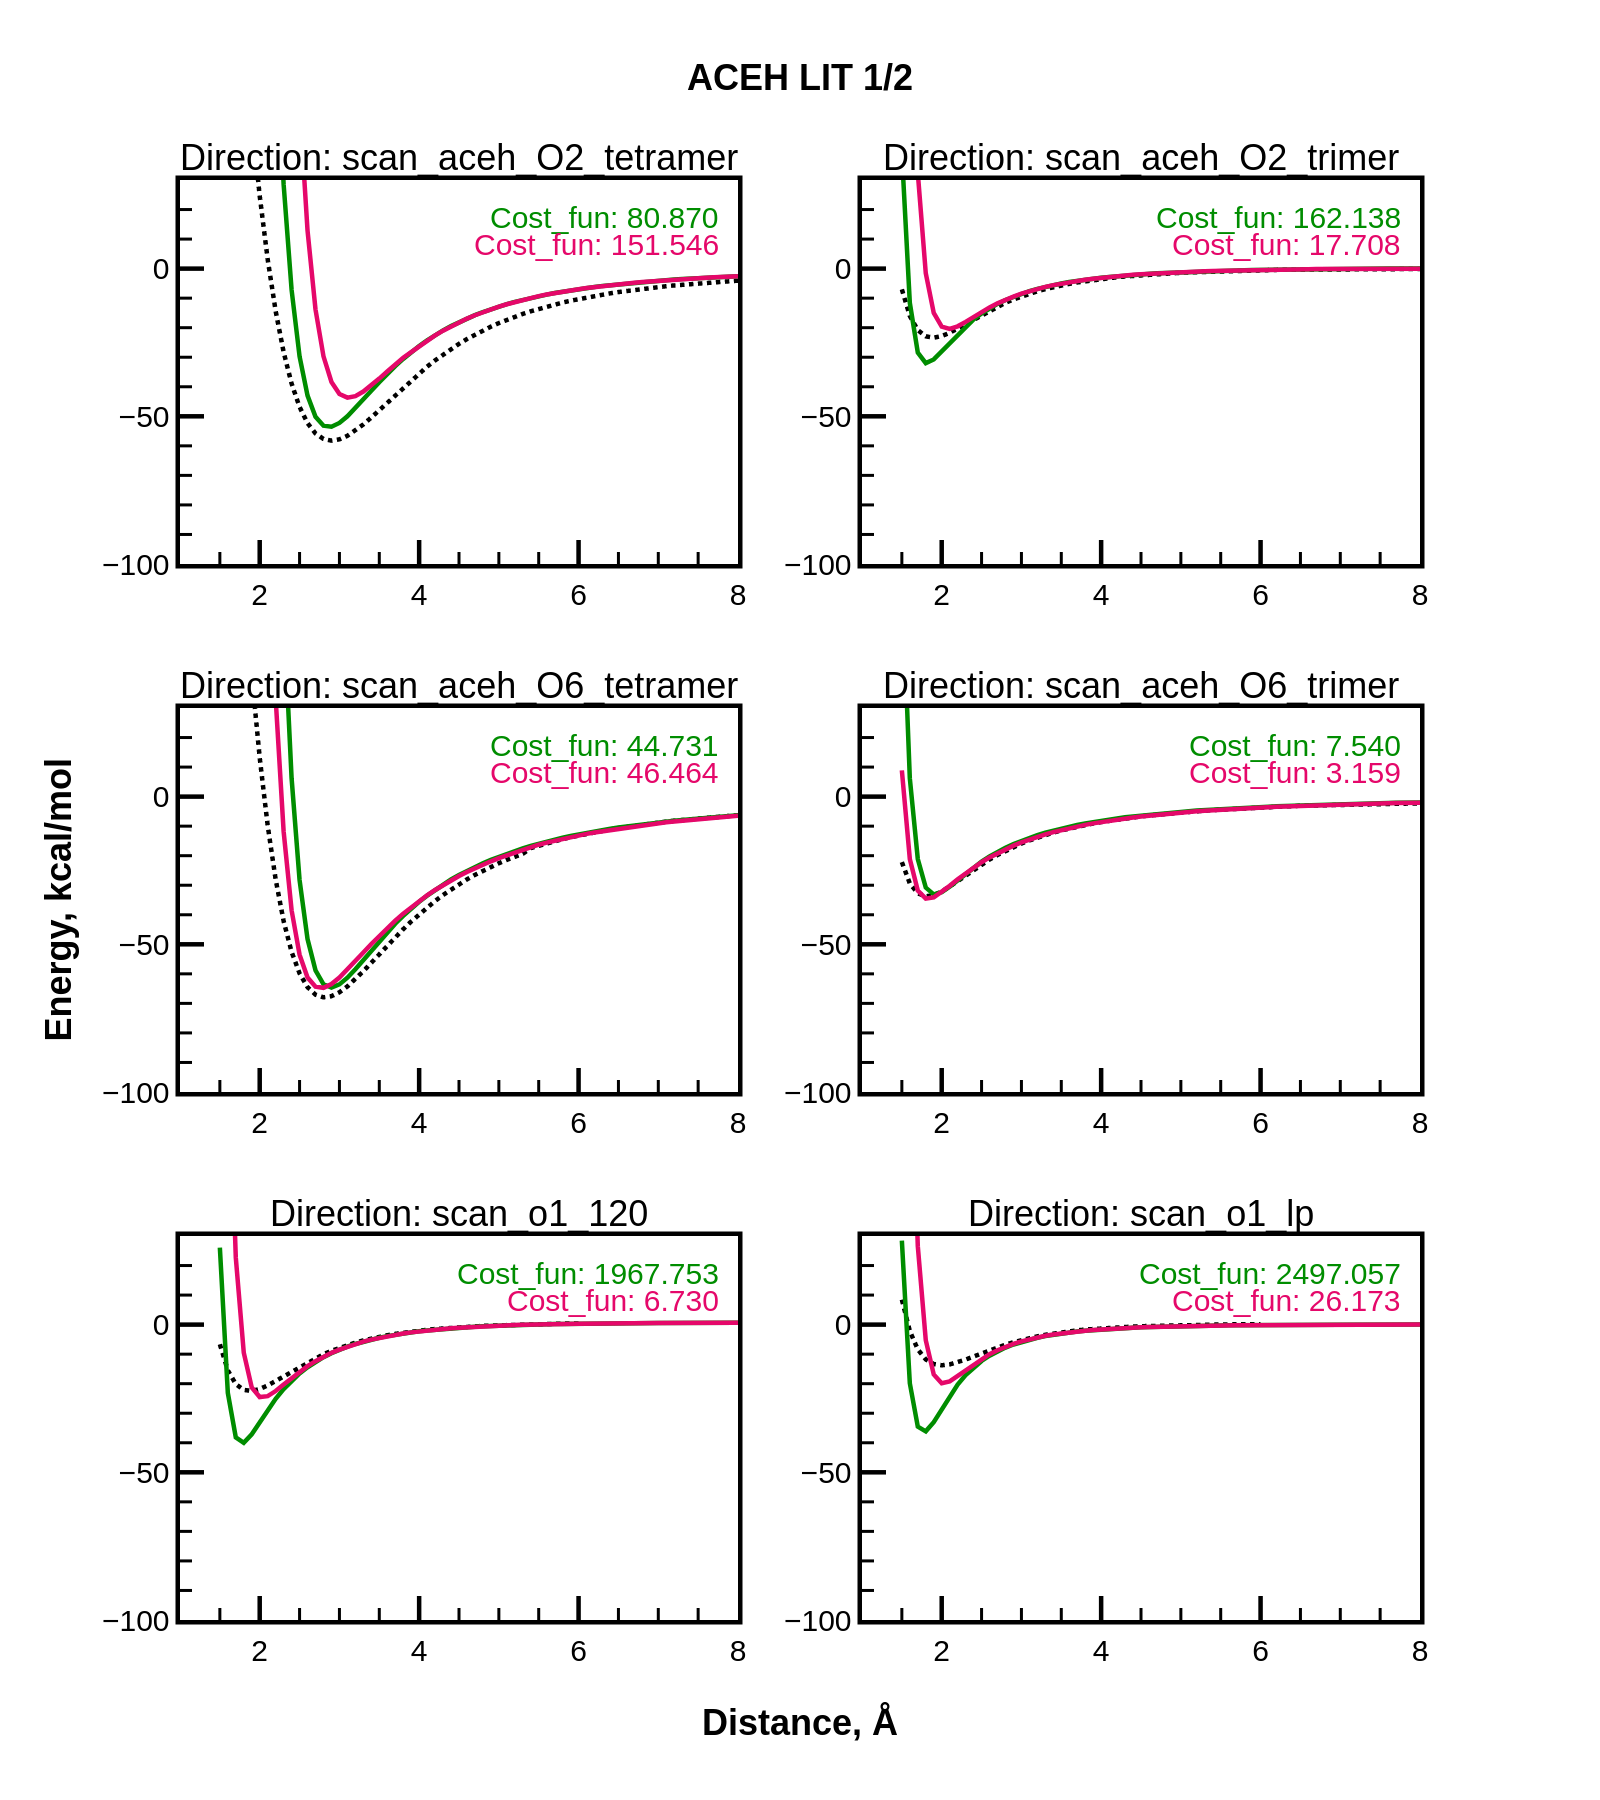 ACEH LIT 1/2
Direction: scan_aceh_O2_tetramer
Cost_fun: 80.870
Cost_fun: 151.546
0
−50
−100
2 4 6 8
Direction: scan_aceh_O2_trimer
Cost_fun: 162.138
Cost_fun: 17.708
0
−50
−100
2 4 6 8
Direction: scan_aceh_O6_tetramer
Cost_fun: 44.731
Cost_fun: 46.464
0
−50
−100
2 4 6 8
Direction: scan_aceh_O6_trimer
Cost_fun: 7.540
Cost_fun: 3.159
0
−50
−100
2 4 6 8
Energy, kcal/mol
Direction: scan_o1_120
Cost_fun: 1967.753
Cost_fun: 6.730
0
−50
−100
2 4 6 8
Direction: scan_o1_lp
Cost_fun: 2497.057
Cost_fun: 26.173
0
−50
−100
2 4 6 8
Distance, Å